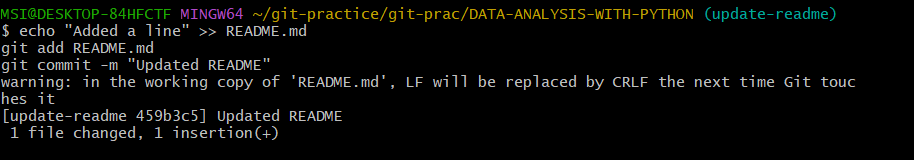 MSI@DESKTOP-84HFCTF MINGW64 ~/git-practice/git-prac/DATA-ANALYSIS-WITH-PYTHON (update-readme)
$ echo "Added a line" >> README.md
git add README.md
git commit -m "Updated README"
warning: in the working copy of 'README.md', LF will be replaced by CRLF the next time Git touc
hes it
[update-readme 459b3c5] Updated README
 1 file changed, 1 insertion(+)